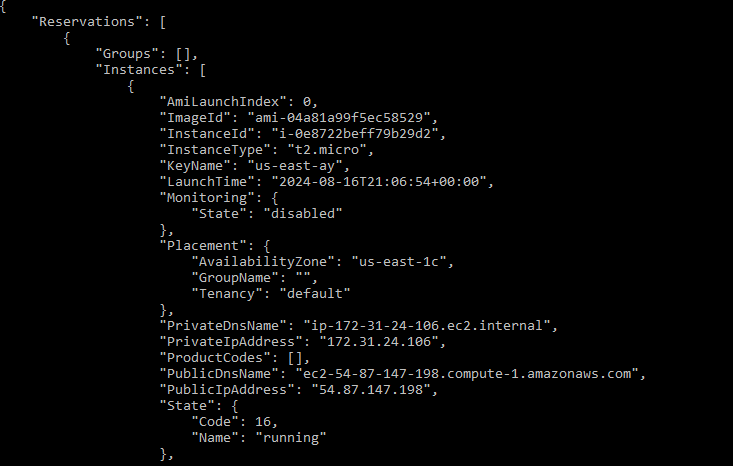 {
"Reservations": [
{
"Groups": [],
"Instances": [
{
"AmiLaunchIndex": 0,
"ImageId": "ami-04a81a99f5ec58529",
"InstanceId": "i-0e8722beff79b29d2",
"InstanceType": "t2.micro",
"KeyName": "us-east-ay",
"LaunchTime": "2024-08-16T21:06:54+00:00",
"Monitoring": {
"State": "disabled"
},
"Placement": {
"AvailabilityZone": "us-east-1c",
"GroupName": "",
"Tenancy": "default"
},
"PrivateDnsName": "ip-172-31-24-106.ec2.internal",
"PrivateIpAddress": "172.31.24.106",
"ProductCodes": [],
"PublicDnsName": "ec2-54-87-147-198.compute-1.amazonaws.com",
"PublicIpAddress": "54.87.147.198",
"State": {
"Code": 16,
"Name": "running"
},